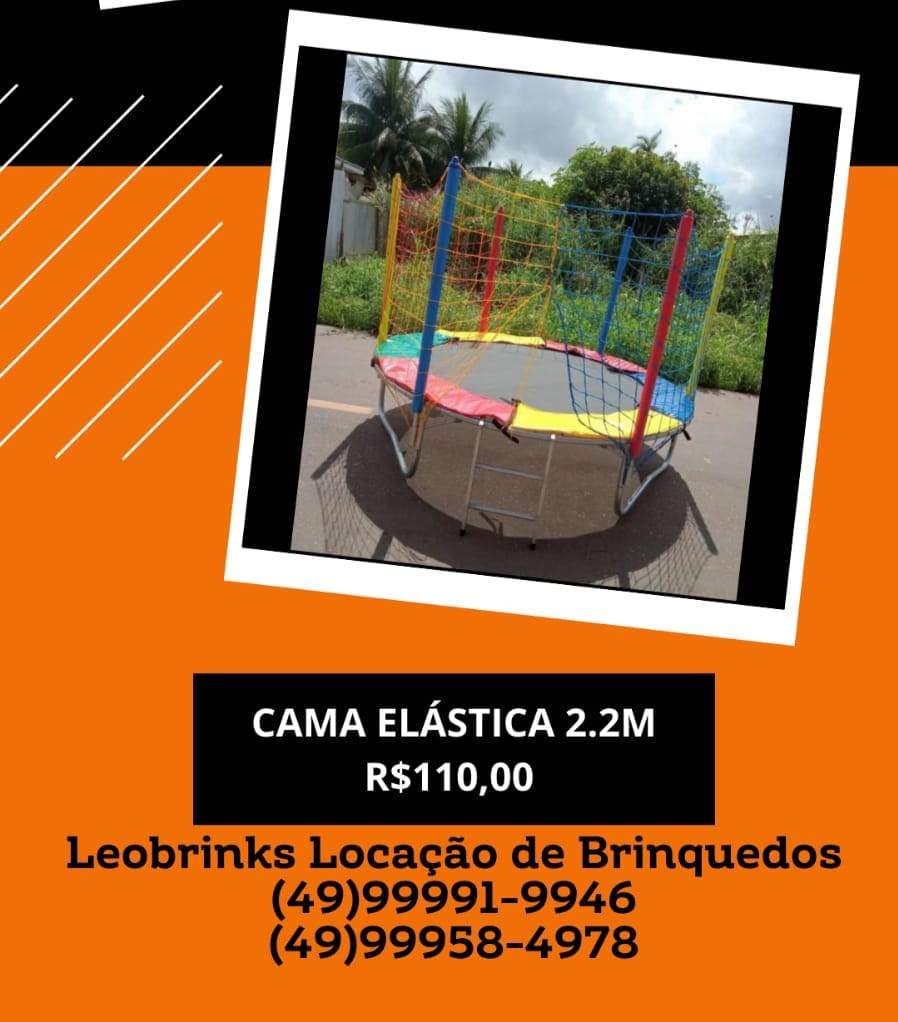 CAMA ELÁSTICA 2.2M
R$110,00
Leobrinks Locação de Brinquedos
(49)99991-9946
(49)99958-4978